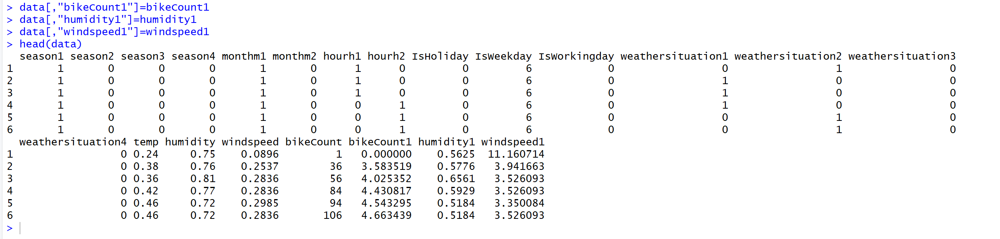 > data[,"bikeCount1"]=bikeCount1
> data[,"humidity1"]=humidity1
> data[,"windspeed1"]=windspeed1
> head(data)
  season1 season2 season3 season4 monthm1 monthm2 hourh1 hourh2 IsHoliday IsWeekday IsWorkingday weathersituation1 weathersituation2 weathersituation3
1       1       0       0       0       1       0      1      0         0         6            0                 0                 1                 0
2       1       0       0       0       1       0      1      0         0         6            0                 1                 0                 0
3       1       0       0       0       1       0      1      0         0         6            0                 1                 0                 0
4       1       0       0       0       1       0      0      1         0         6            0                 1                 0                 0
5       1       0       0       0       1       0      0      1         0         6            0                 0                 1                 0
6       1       0       0       0       1       0      0      1         0         6            0                 0                 1                 0
  weathersituation4 temp humidity windspeed bikeCount bikeCount1 humidity1 windspeed1
1                 0 0.24     0.75    0.0896         1   0.000000    0.5625  11.160714
2                 0 0.38     0.76    0.2537        36   3.583519    0.5776   3.941663
3                 0 0.36     0.81    0.2836        56   4.025352    0.6561   3.526093
4                 0 0.42     0.77    0.2836        84   4.430817    0.5929   3.526093
5                 0 0.46     0.72    0.2985        94   4.543295    0.5184   3.350084
6                 0 0.46     0.72    0.2836       106   4.663439    0.5184   3.526093
>